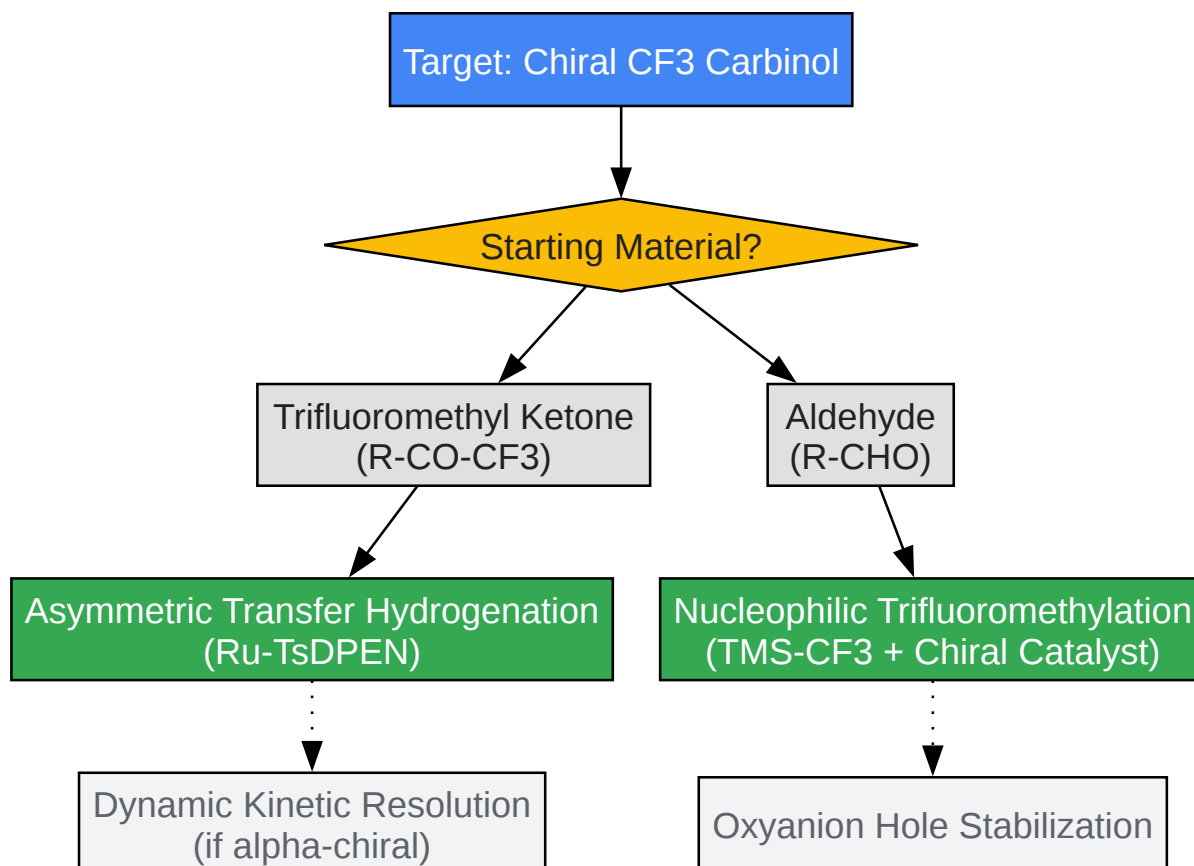 Target: Chiral CF3 Carbinol
Starting Material?
Trifluoromethyl Ketone
(R-CO-CF3)
Aldehyde
(R-CHO)
Asymmetric Transfer Hydrogenation
(Ru-TsDPEN)
Nucleophilic Trifluoromethylation
(TMS-CF3 + Chiral Catalyst)
Dynamic Kinetic Resolution
(if alpha-chiral)
Oxyanion Hole Stabilization